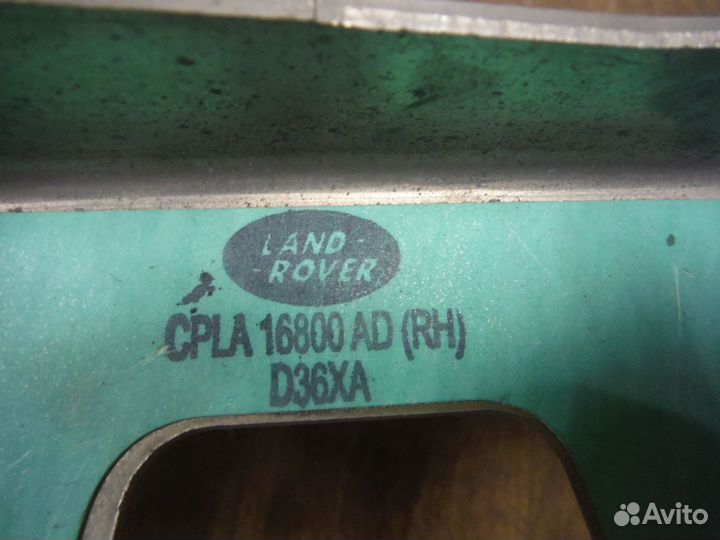 LAND -
- ROVER
CPLA 16800 AD (RH)
D36XA
Avito